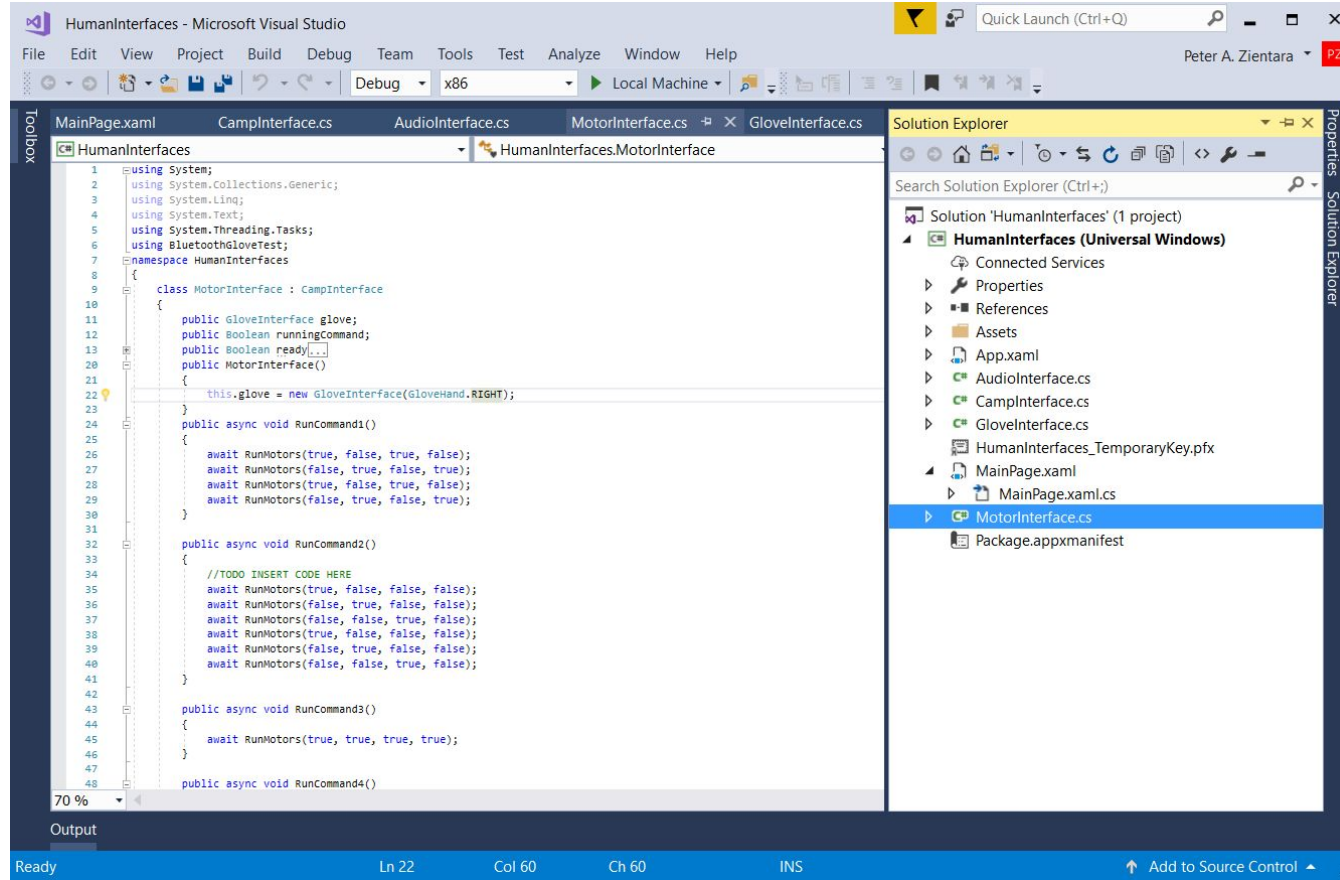 HumanInterfaces - Microsoft Visual Studio
Quick Launch (Ctrl+Q)
File Edit View Project Build Debug Team Tools Test Analyze Window Help
Peter A. Zientara
PZ
Debug x86 Local Machine
Toolbox
MainPage.xaml CampInterface.cs AudioInterface.cs MotorInterface.cs GloveInterface.cs
C# HumanInterfaces HumanInterfaces.MotorInterface
1 using System;
2 using System.Collections.Generic;
3 using System.Linq;
4 using System.Text;
5 using System.Threading.Tasks;
6 using BluetoothGloveTest;
7 namespace HumanInterfaces
8 {
9 class MotorInterface : CampInterface
10 {
11 public GloveInterface glove;
12 public Boolean runningCommand;
13 public Boolean ready...
20 public MotorInterface()
21 {
22 this.glove = new GloveInterface(GloveHand.RIGHT);
23 }
24 public async void RunCommand1()
25 {
26 await RunMotors(true, false, true, false);
27 await RunMotors(false, true, false, true);
28 await RunMotors(true, false, true, false);
29 await RunMotors(false, true, false, true);
30 }
31
32 public async void RunCommand2()
33 {
34 //TODO INSERT CODE HERE
35 await RunMotors(true, false, false, false);
36 await RunMotors(false, true, false, false);
37 await RunMotors(false, false, true, false);
38 await RunMotors(true, false, false, false);
39 await RunMotors(false, true, false, false);
40 await RunMotors(false, false, true, false);
41 }
42
43 public async void RunCommand3()
44 {
45 await RunMotors(true, true, true, true);
46 }
47
48 public async void RunCommand4()
70 %
Output
Solution Explorer
Search Solution Explorer (Ctrl+;)
Solution 'HumanInterfaces' (1 project)
C# HumanInterfaces (Universal Windows)
Connected Services
Properties
References
Assets
App.xaml
C# AudioInterface.cs
C# CampInterface.cs
C# GloveInterface.cs
HumanInterfaces_TemporaryKey.pfx
MainPage.xaml
MainPage.xaml.cs
C# MotorInterface.cs
Package.appxmanifest
Properties
Solution Explorer
Ready Ln 22 Col 60 Ch 60 INS Add to Source Control